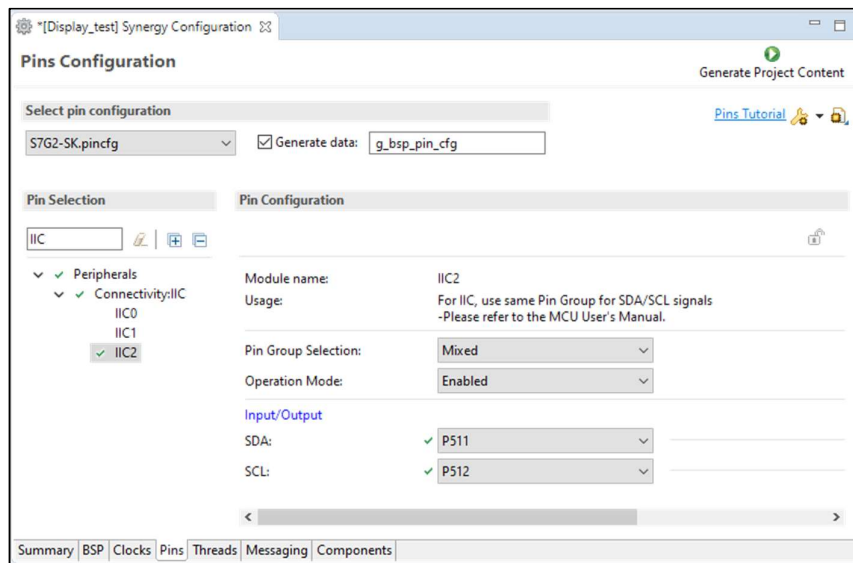 *[Display_test] Synergy Configuration
Pins Configuration
Generate Project Content
Select pin configuration
Pins Tutorial
S7G2-SK.pincfg
Generate data:
g_bsp_pin_cfg
Pin Selection
Pin Configuration
IIC
Peripherals
Connectivity:IIC
IIC0
IIC1
IIC2
Module name: IIC2
Usage: For IIC, use same Pin Group for SDA/SCL signals
-Please refer to the MCU User's Manual.
Pin Group Selection: Mixed
Operation Mode: Enabled
Input/Output
SDA: P511
SCL: P512
Summary BSP Clocks Pins Threads Messaging Components